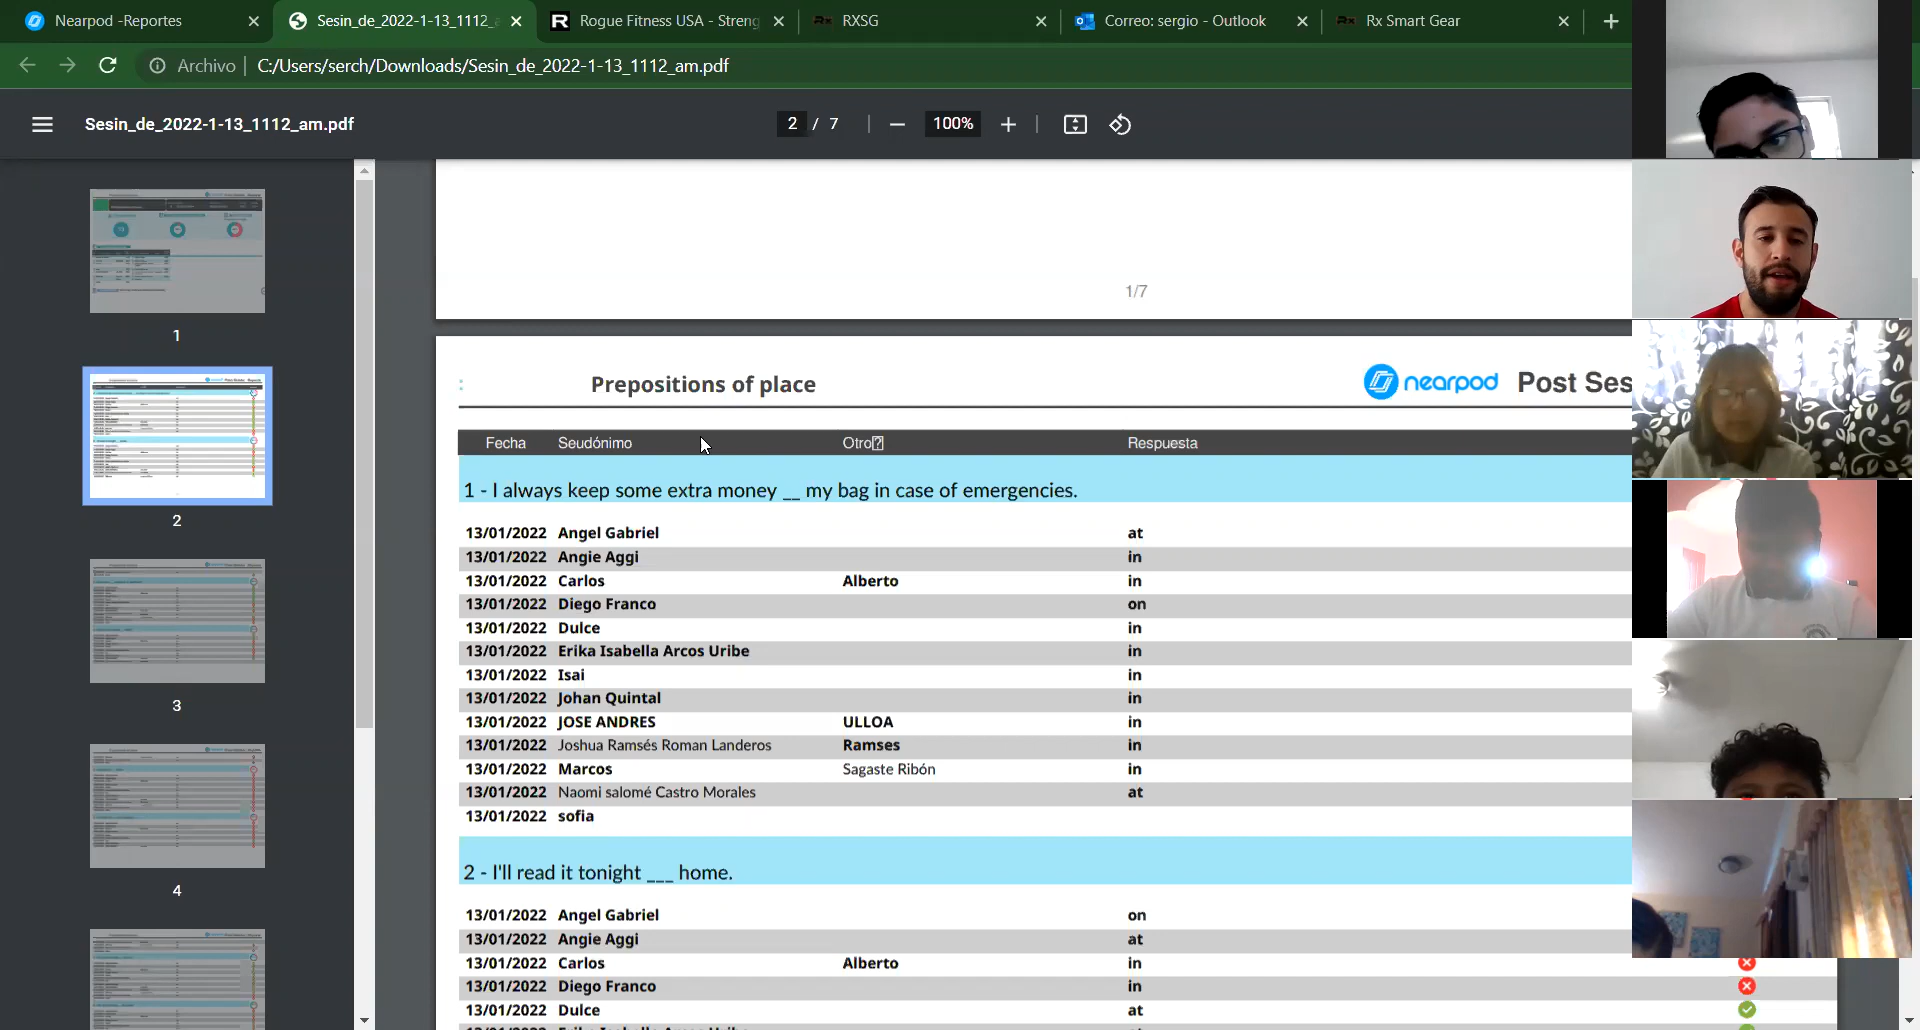 Nearpod -Reportes
Sesin_de_2022-1-13_1112_
Rogue Fitness USA - Streng
RXSG
Correo: sergio - Outlook
Rx Smart Gear
Archivo
C:/Users/serch/Downloads/Sesin_de_2022-1-13_1112_am.pdf
Sesin_de_2022-1-13_1112_am.pdf
2 / 7
100%
1
2
3
4
1/7
Prepositions of place
nearpod Post Ses
Fecha Seudónimo Otro Respuesta
1 - I always keep some extra money __ my bag in case of emergencies.
13/01/2022 Angel Gabriel at
13/01/2022 Angie Aggi in
13/01/2022 Carlos Alberto in
13/01/2022 Diego Franco on
13/01/2022 Dulce in
13/01/2022 Erika Isabella Arcos Uribe in
13/01/2022 Isai in
13/01/2022 Johan Quintal in
13/01/2022 JOSE ANDRES ULLOA in
13/01/2022 Joshua Ramsés Roman Landeros Ramses in
13/01/2022 Marcos Sagaste Ribón in
13/01/2022 Naomi salomé Castro Morales at
13/01/2022 sofia
2 - I'll read it tonight ___ home.
13/01/2022 Angel Gabriel on
13/01/2022 Angie Aggi at
13/01/2022 Carlos Alberto in
13/01/2022 Diego Franco in
13/01/2022 Dulce at